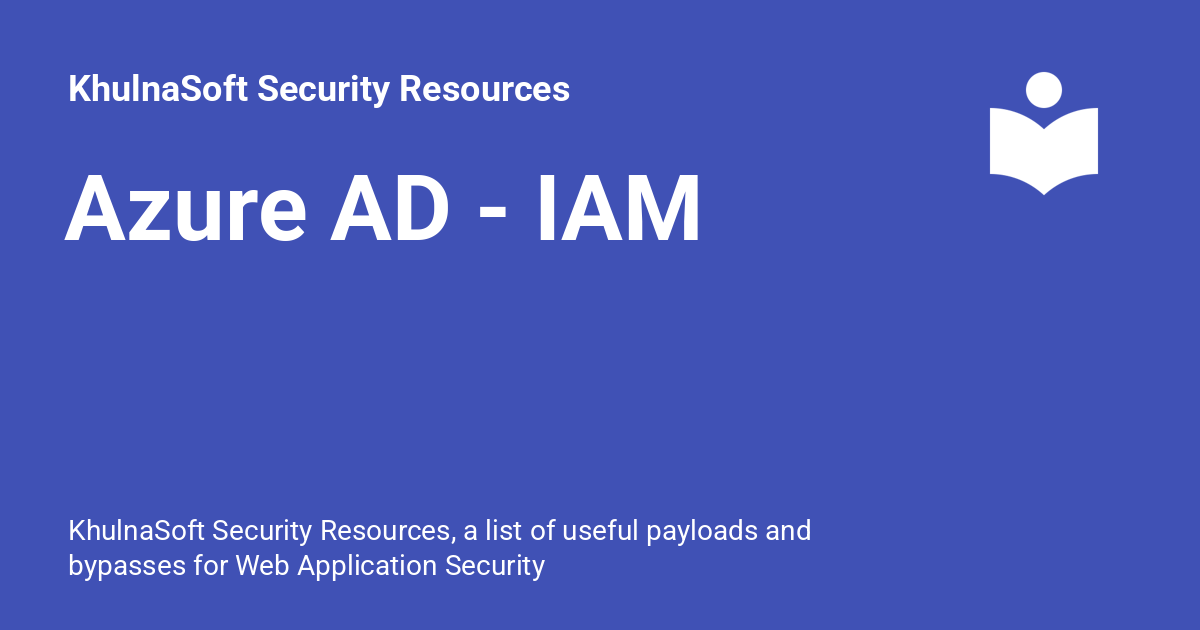 KhulnaSoft Security Resources
Azure AD - IAM
KhulnaSoft Security Resources, a list of useful payloads and
bypasses for Web Application Security